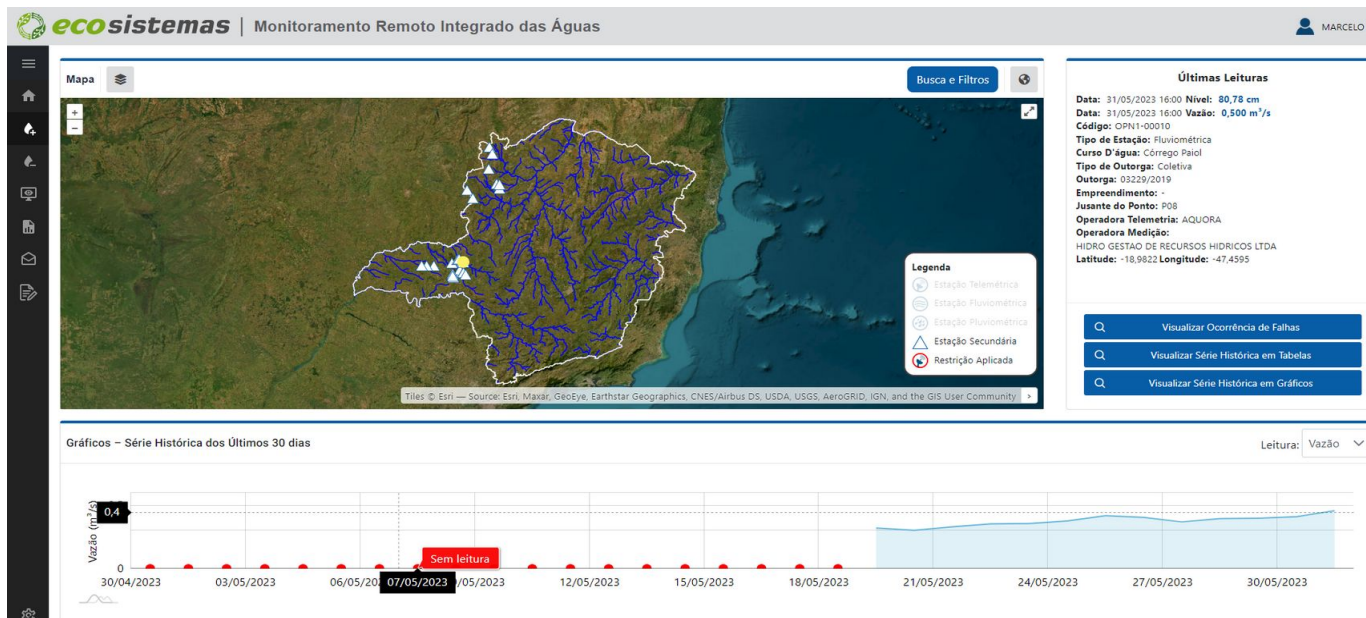 ecosistemas | Monitoramento Remoto Integrado das Águas
MARCELO
Mapa
Busca e Filtros
+
−
Legenda
Estação Telemétrica
Estação Fluviométrica
Estação Pluviométrica
Estação Secundária
Restrição Aplicada
Tiles © Esri — Source: Esri, Maxar, GeoEye, Earthstar Geographics, CNES/Airbus DS, USDA, USGS, AeroGRID, IGN, and the GIS User Community
Últimas Leituras
Data: 31/05/2023 16:00 Nível: 80,78 cm
Data: 31/05/2023 16:00 Vazão: 0,500 m³/s
Código: OPN1-00010
Tipo de Estação: Fluviométrica
Curso D'água: Córrego Paiol
Tipo de Outorga: Coletiva
Outorga: 03229/2019
Empreendimento: -
Jusante do Ponto: P08
Operadora Telemetria: AQUORA
Operadora Medição:
HIDRO GESTAO DE RECURSOS HIDRICOS LTDA
Latitude: -18,9822 Longitude: -47,4595
Visualizar Ocorrência de Falhas
Visualizar Série Histórica em Tabelas
Visualizar Série Histórica em Gráficos
Gráficos – Série Histórica dos Últimos 30 dias
Leitura: Vazão
Vazão (m³/s)
0,4
0
Sem leitura
30/04/2023 03/05/2023 07/05/2023 12/05/2023 15/05/2023 18/05/2023 21/05/2023 24/05/2023 27/05/2023 30/05/2023